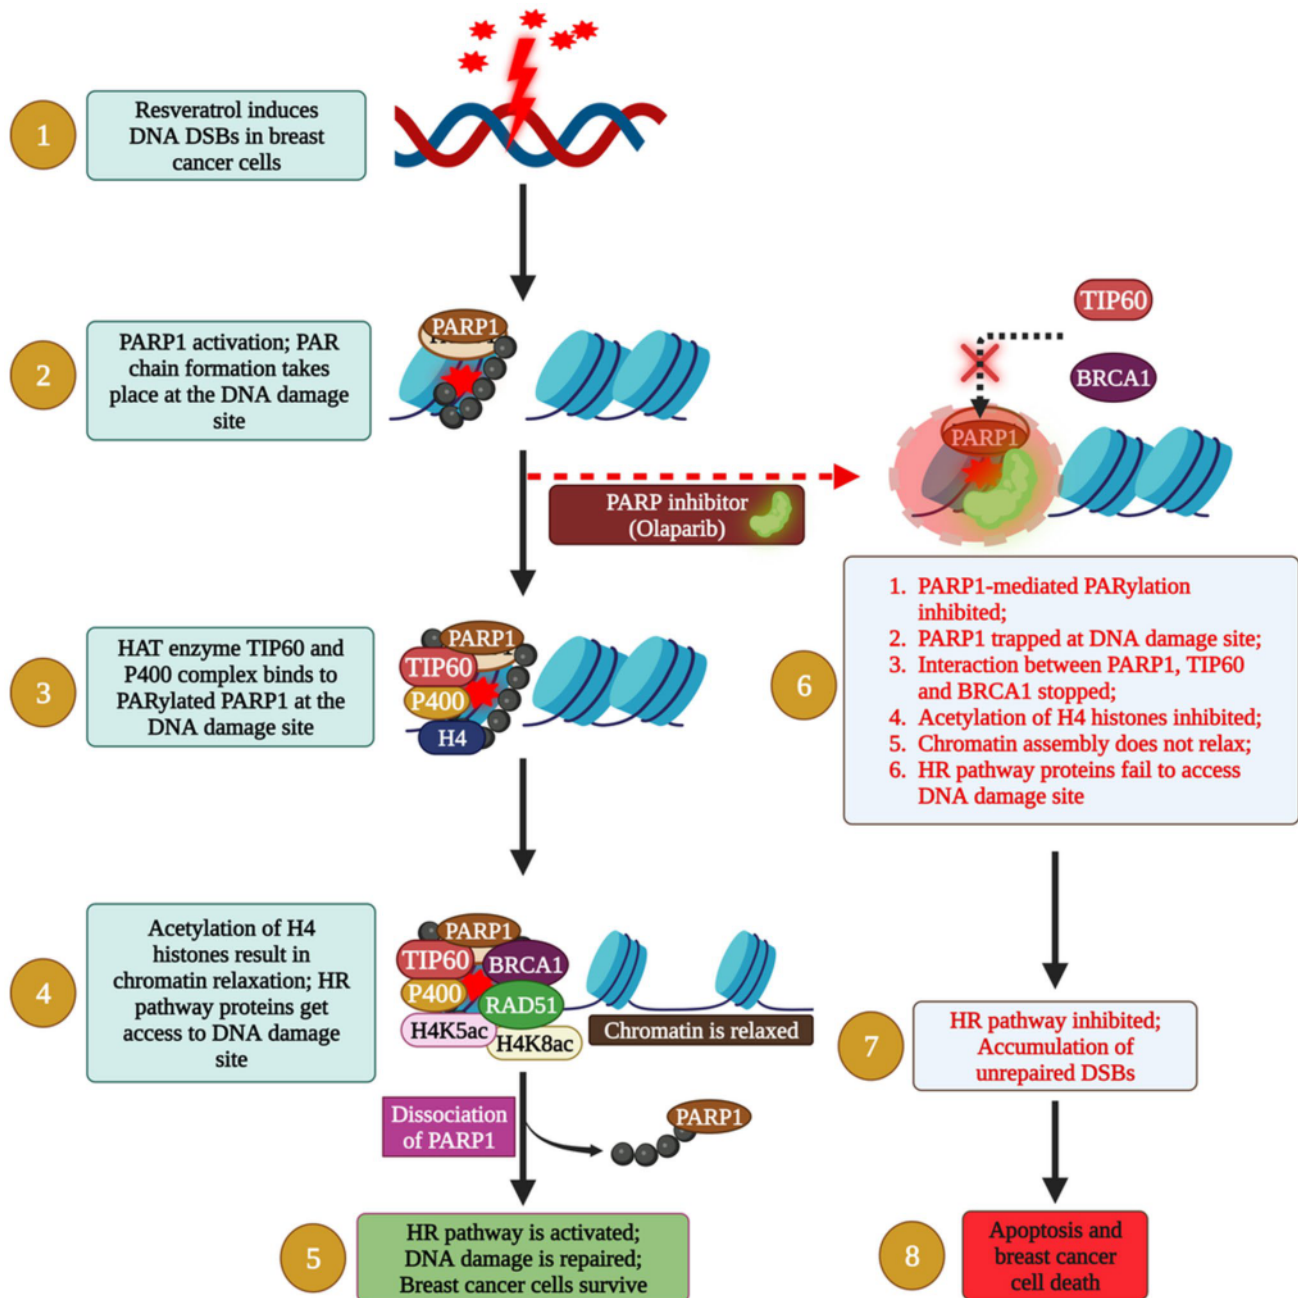 1
Resveratrol induces
DNA DSBs in breast
cancer cells
2
PARP1 activation; PAR
chain formation takes
place at the DNA damage
site
PARP1
TIP60
BRCA1
PARP1
PARP inhibitor
(Olaparib)
3
HAT enzyme TIP60 and
P400 complex binds to
PARylated PARP1 at the
DNA damage site
PARP1
TIP60
P400
H4
6
1. PARP1-mediated PARylation
inhibited;
2. PARP1 trapped at DNA damage site;
3. Interaction between PARP1, TIP60
and BRCA1 stopped;
4. Acetylation of H4 histones inhibited;
5. Chromatin assembly does not relax;
6. HR pathway proteins fail to access
DNA damage site
4
Acetylation of H4
histones result in
chromatin relaxation; HR
pathway proteins get
access to DNA damage
site
PARP1
TIP60
BRCA1
P400
RAD51
H4K5ac
H4K8ac
Chromatin is relaxed
7
HR pathway inhibited;
Accumulation of
unrepaired DSBs
Dissociation
of PARP1
PARP1
5
HR pathway is activated;
DNA damage is repaired;
Breast cancer cells survive
8
Apoptosis and
breast cancer
cell death